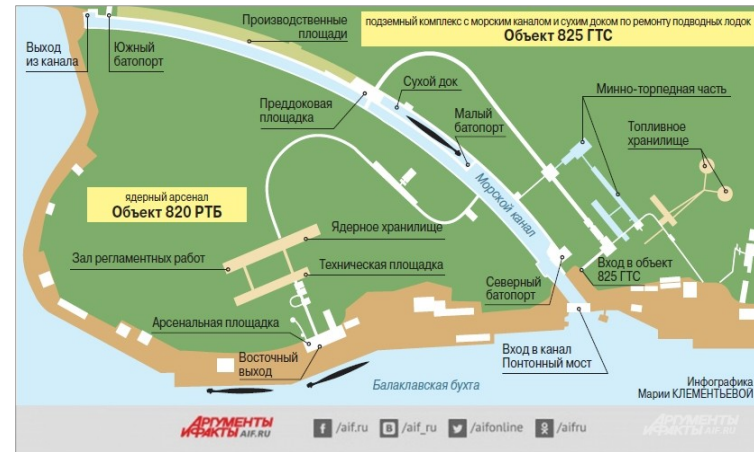 Производственные
площади
подземный комплекс с морским каналом и сухим доком по ремонту подводных лодок
Объект 825 ГТС
Выход
из канала
Южный
батопорт
Сухой док
Минно-торпедная часть
Преддоковая
площадка
Малый
батопорт
Топливное
хранилище
Морской канал
ядерный арсенал
Объект 820 РТБ
Ядерное хранилище
Зал регламентных работ
Техническая площадка
Вход в объект
825 ГТС
Северный
батопорт
Арсенальная площадка
Восточный
выход
Вход в канал
Понтонный мост
Балаклавская бухта
Инфографика
Марии КЛЕМЕНТЬЕВОЙ
АРГУМЕНТЫ
И ФАКТЫ AIF.RU
/aif.ru
/aif_ru
/aifonline
/aifru
АРГУМЕНТЫ
И ФАКТЫ AIF.RU